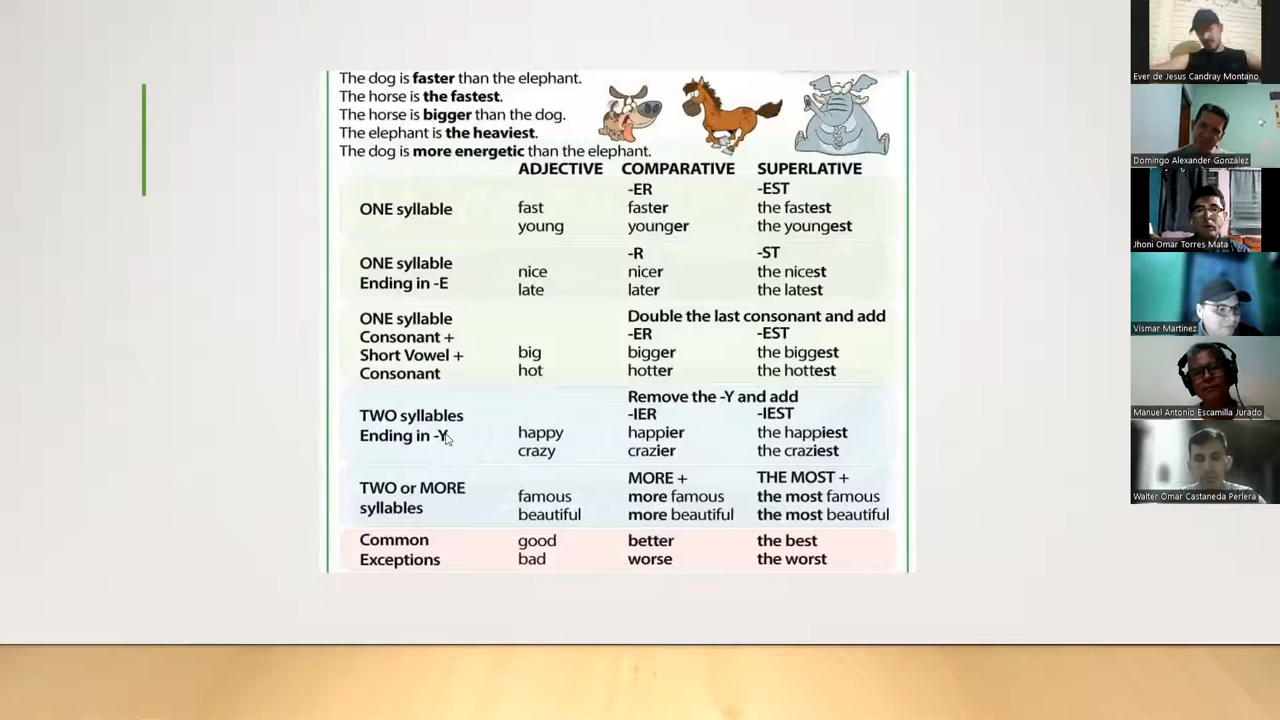 The dog is faster than the elephant.
The horse is the fastest.
The horse is bigger than the dog.
The elephant is the heaviest.
The dog is more energetic than the elephant.
ADJECTIVE COMPARATIVE SUPERLATIVE
-ER -EST
ONE syllable fast faster the fastest
young younger the youngest
-R -ST
ONE syllable
Ending in -E
nice nicer the nicest
late later the latest
ONE syllable
Consonant +
Short Vowel +
Consonant
Double the last consonant and add
-ER -EST
big bigger the biggest
hot hotter the hottest
TWO syllables
Ending in -Y
Remove the -Y and add
-IER -IEST
happy happier the happiest
crazy crazier the craziest
TWO or MORE
syllables
MORE + THE MOST +
famous more famous the most famous
beautiful more beautiful the most beautiful
Common
Exceptions
good better the best
bad worse the worst
Ever de Jesus Candray Montano
Domingo Alexander González
Jhoni Omar Torres Mata
Vismar Martinez
Manuel Antonio Escamilla Jurado
Walter Omar Castaneda Perlera